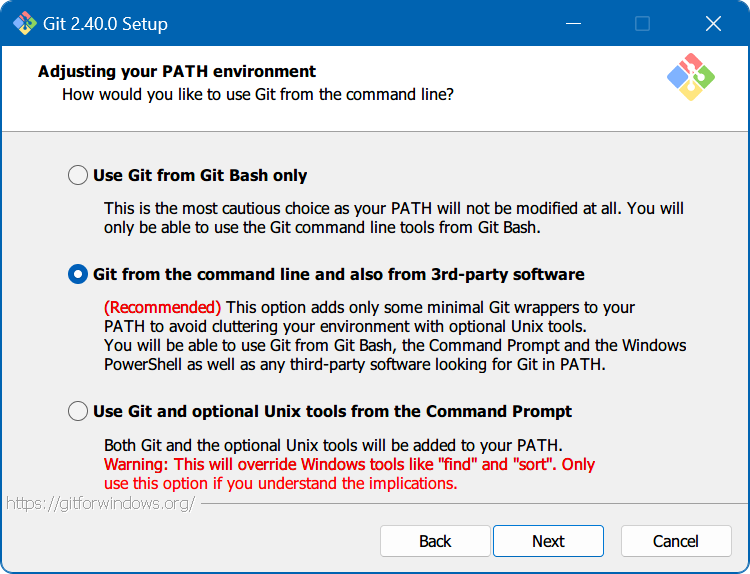 Git 2.40.0 Setup
Adjusting your PATH environment
How would you like to use Git from the command line?
Use Git from Git Bash only
This is the most cautious choice as your PATH will not be modified at all. You will
only be able to use the Git command line tools from Git Bash.
Git from the command line and also from 3rd-party software
(Recommended) This option adds only some minimal Git wrappers to your
PATH to avoid cluttering your environment with optional Unix tools.
You will be able to use Git from Git Bash, the Command Prompt and the Windows
PowerShell as well as any third-party software looking for Git in PATH.
Use Git and optional Unix tools from the Command Prompt
Both Git and the optional Unix tools will be added to your PATH.
Warning: This will override Windows tools like "find" and "sort". Only
use this option if you understand the implications.
https://gitforwindows.org/
Back Next Cancel